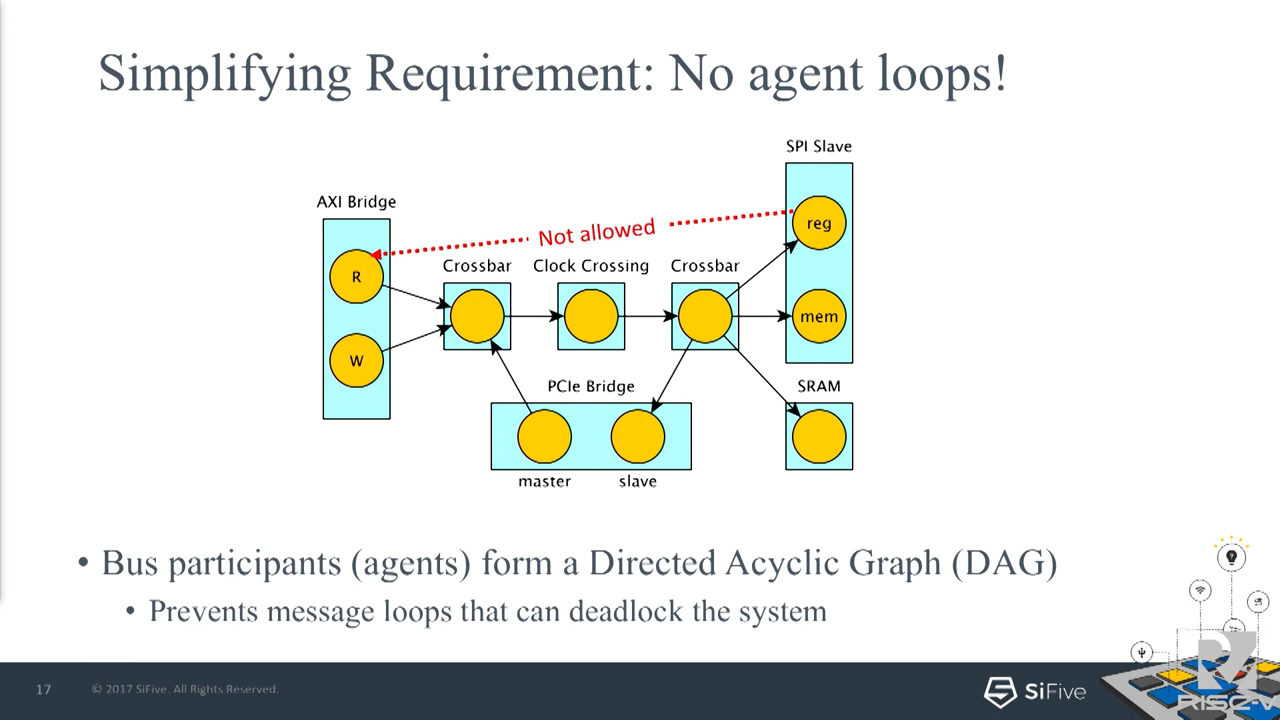 Simplifying Requirement: No agent loops!
SPI Slave
AXI Bridge
reg
Not allowed
Crossbar
Clock Crossing
Crossbar
R
mem
W
PCIe Bridge
SRAM
master
slave
• Bus participants (agents) form a Directed Acyclic Graph (DAG)
• Prevents message loops that can deadlock the system
17
© 2017 SiFive. All Rights Reserved.
SiFive
RISC-V